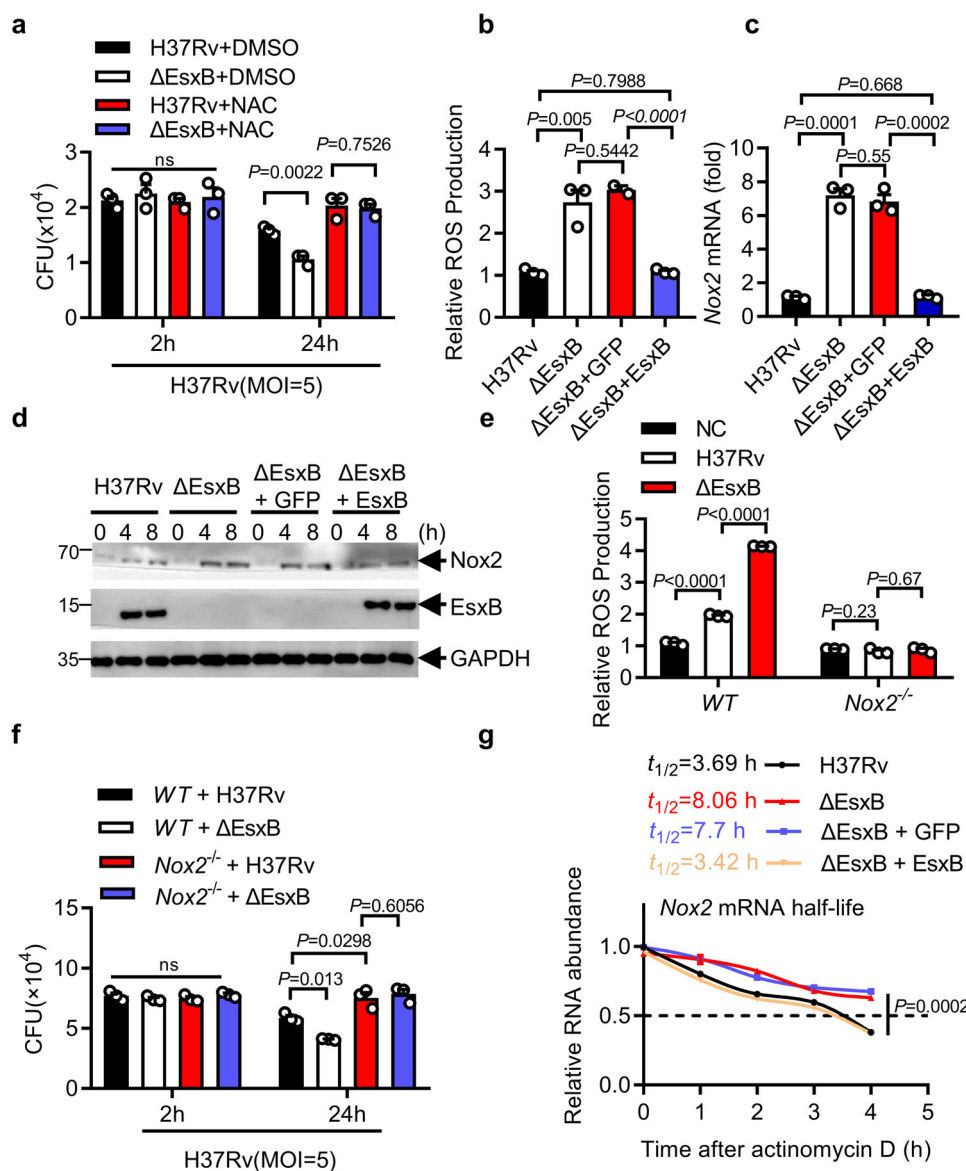 a
H37Rv+DMSO
ΔEsxB+DMSO
H37Rv+NAC
ΔEsxB+NAC
CFU(x10⁴)
3
2
1
0
ns
P=0.0022
P=0.7526
2h
24h
H37Rv(MOI=5)
b
Relative ROS Production
4
3
2
1
0
P=0.7988
P=0.005
P<0.0001
P=0.5442
H37Rv
ΔEsxB
ΔEsxB+GFP
ΔEsxB+EsxB
c
Nox2 mRNA (fold)
10
8
6
4
2
0
P=0.668
P=0.0001
P=0.0002
P=0.55
H37Rv
ΔEsxB
ΔEsxB+GFP
ΔEsxB+EsxB
d
H37Rv ΔEsxB ΔEsxB + GFP ΔEsxB + EsxB
0 4 8 0 4 8 0 4 8 0 4 8 (h)
70 Nox2
15 EsxB
35 GAPDH
e
NC
H37Rv
ΔEsxB
Relative ROS Production
5
4
3
2
1
0
P<0.0001
P<0.0001
P=0.23
P=0.67
WT
Nox2⁻/⁻
f
WT + H37Rv
WT + ΔEsxB
Nox2⁻/⁻ + H37Rv
Nox2⁻/⁻ + ΔEsxB
CFU(×10⁴)
15
10
5
0
ns
P=0.6056
P=0.0298
P=0.013
2h
24h
H37Rv(MOI=5)
g
t1/2=3.69 h H37Rv
t1/2=8.06 h ΔEsxB
t1/2=7.7 h ΔEsxB + GFP
t1/2=3.42 h ΔEsxB + EsxB
Nox2 mRNA half-life
Relative RNA abundance
1.0
0.5
0.0
P=0.0002
0 1 2 3 4 5
Time after actinomycin D (h)